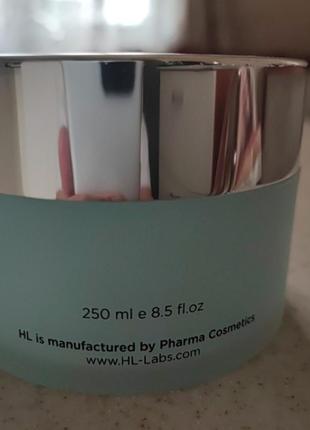 250 ml e 8.5 fl.oz
HL is manufactured by Pharma Cosmetics
www.HL-Labs.com